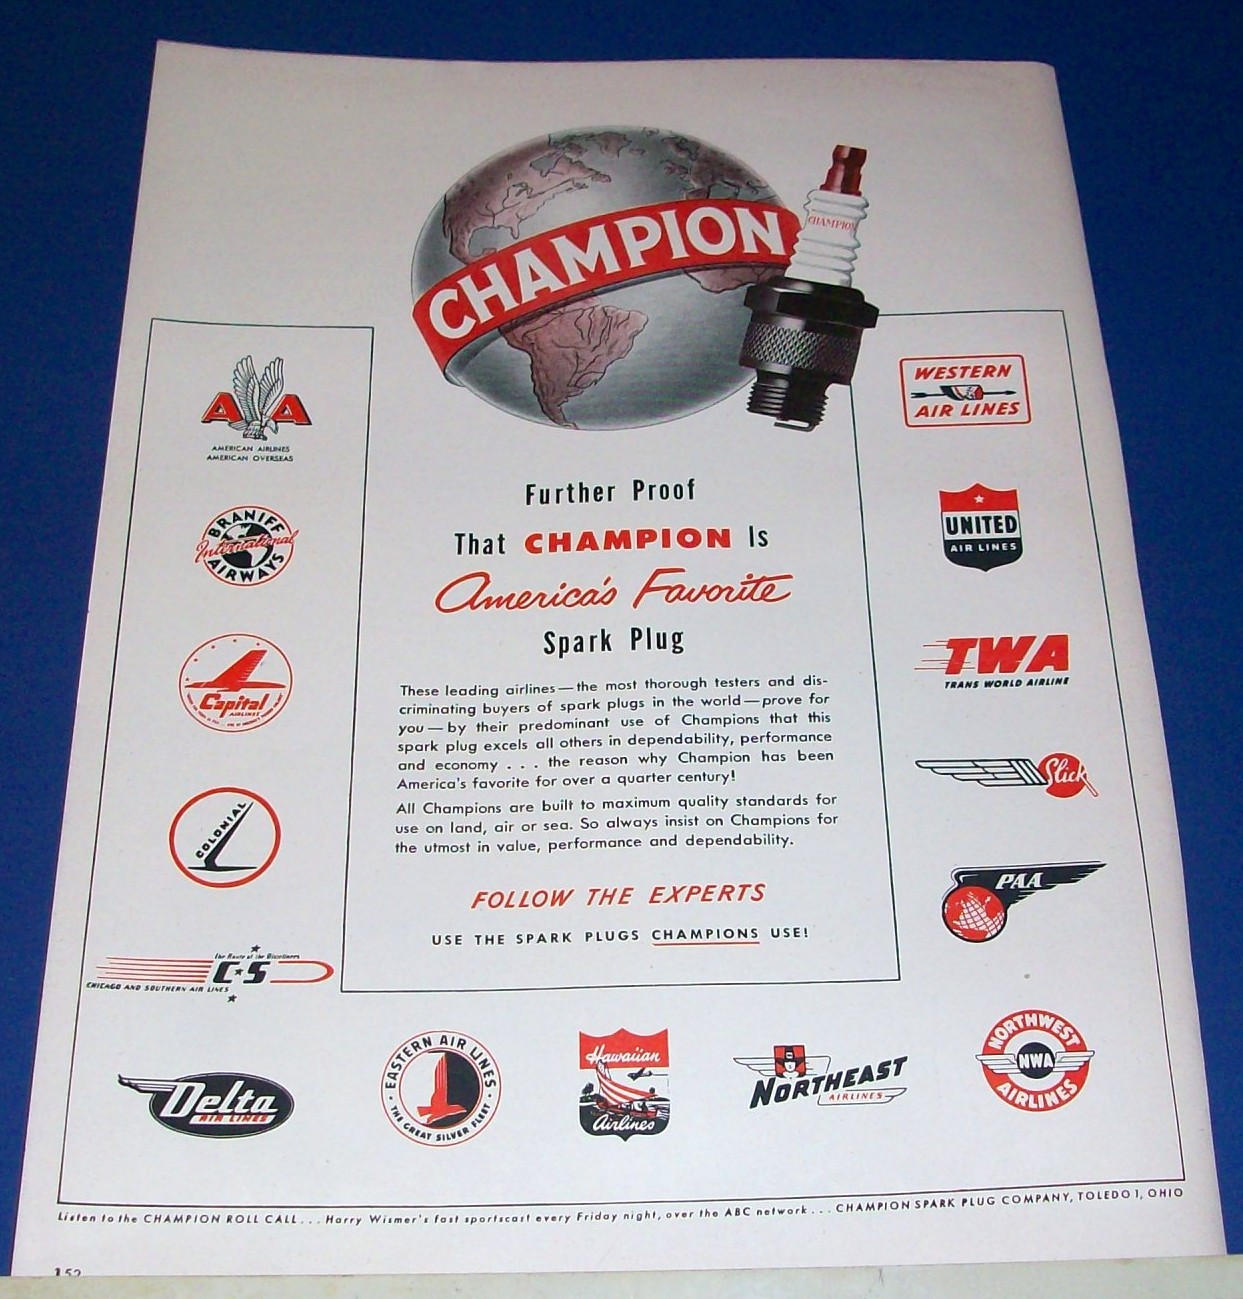 CHAMPION
CHAMPION
AA
AMERICAN AIRLINES
AMERICAN OVERSEAS
BRANIFF
International
AIRWAYS
Capital
AIRLINES
COLONIAL
The Route of the Dixieliners
C★S
CHICAGO AND SOUTHERN AIR LINES
Further Proof
That CHAMPION Is
America's Favorite
Spark Plug
These leading airlines—the most thorough testers and dis-
criminating buyers of spark plugs in the world—prove for
you—by their predominant use of Champions that this
spark plug excels all others in dependability, performance
and economy . . . the reason why Champion has been
America's favorite for over a quarter century!
All Champions are built to maximum quality standards for
use on land, air or sea. So always insist on Champions for
the utmost in value, performance and dependability.
FOLLOW THE EXPERTS
USE THE SPARK PLUGS CHAMPIONS USE!
WESTERN
AIR LINES
UNITED
AIR LINES
TWA
TRANS WORLD AIRLINE
Slick
PAA
Delta
AIR LINES
EASTERN AIR LINES
THE GREAT SILVER FLEET
Hawaiian
Airlines
NORTHEAST
AIRLINES
NORTHWEST
NWA
AIRLINES
Listen to the CHAMPION ROLL CALL... Harry Wismer's fast sportscast every Friday night, over the ABC network... CHAMPION SPARK PLUG COMPANY, TOLEDO 1, OHIO
152